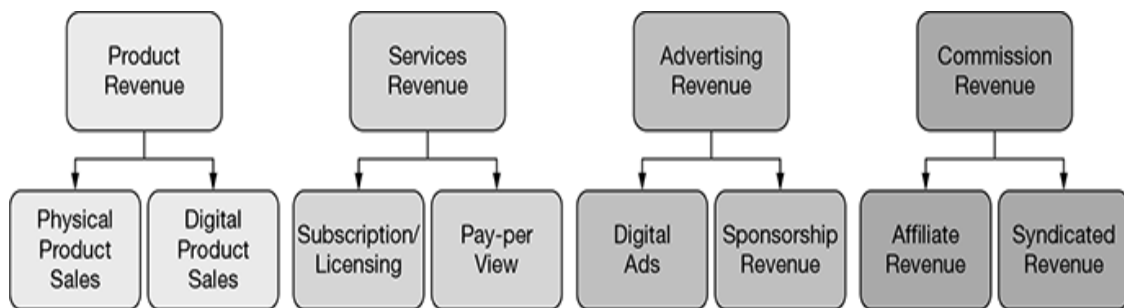 Product
Revenue
Services
Revenue
Advertising
Revenue
Commission
Revenue
Physical
Product
Sales
Digital
Product
Sales
Subscription/
Licensing
Pay-per
View
Digital
Ads
Sponsorship
Revenue
Affiliate
Revenue
Syndicated
Revenue